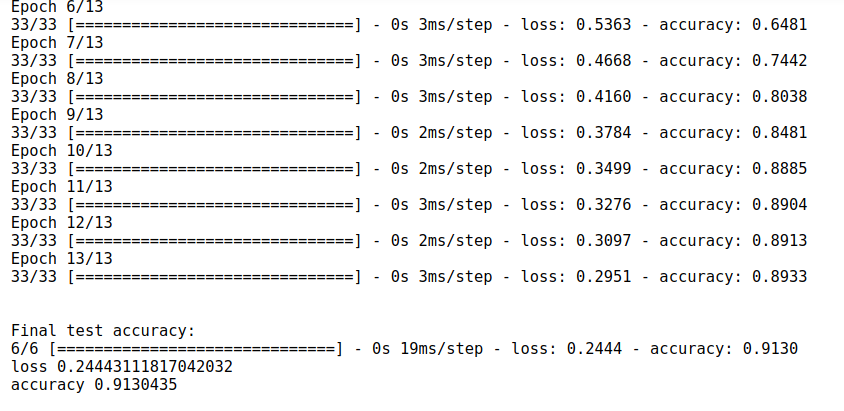 Epoch 6/13
33/33 [==============================] - 0s 3ms/step - loss: 0.5363 - accuracy: 0.6481
Epoch 7/13
33/33 [==============================] - 0s 3ms/step - loss: 0.4668 - accuracy: 0.7442
Epoch 8/13
33/33 [==============================] - 0s 3ms/step - loss: 0.4160 - accuracy: 0.8038
Epoch 9/13
33/33 [==============================] - 0s 2ms/step - loss: 0.3784 - accuracy: 0.8481
Epoch 10/13
33/33 [==============================] - 0s 2ms/step - loss: 0.3499 - accuracy: 0.8885
Epoch 11/13
33/33 [==============================] - 0s 3ms/step - loss: 0.3276 - accuracy: 0.8904
Epoch 12/13
33/33 [==============================] - 0s 2ms/step - loss: 0.3097 - accuracy: 0.8913
Epoch 13/13
33/33 [==============================] - 0s 3ms/step - loss: 0.2951 - accuracy: 0.8933
Final test accuracy:
6/6 [==============================] - 0s 19ms/step - loss: 0.2444 - accuracy: 0.9130
loss 0.24443111817042032
accuracy 0.9130435